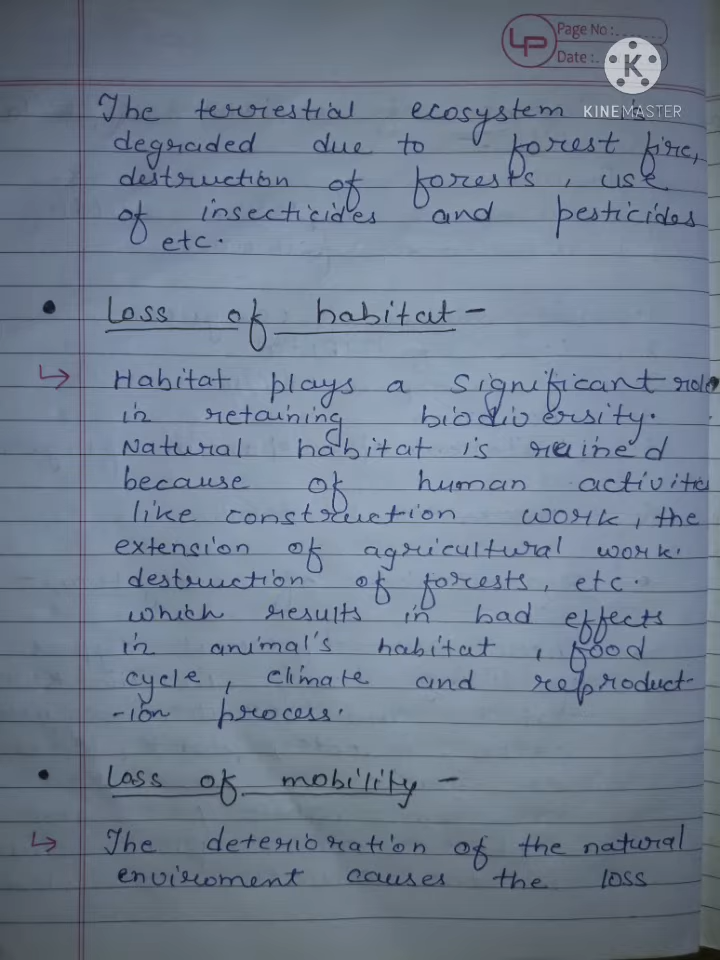 LP
Page No :
Date :
K
KINEMASTER
The terrestial ecosystem is
degraded due to forest fire,
destruction of forests, use
of insecticides and pesticides
etc.
• Loss of habitat -
↳ Habitat plays a significant role
in retaining biodiversity.
Natural habitat is ruined
because of human activitie
like construction work, the
extension of agricultural work.
destruction of forests, etc.
which results in bad effects
in animal's habitat, food
cycle, climate and reproduct-
-ion process.
• Loss of mobility -
↳ The deterioration of the natural
enviroment causes the loss